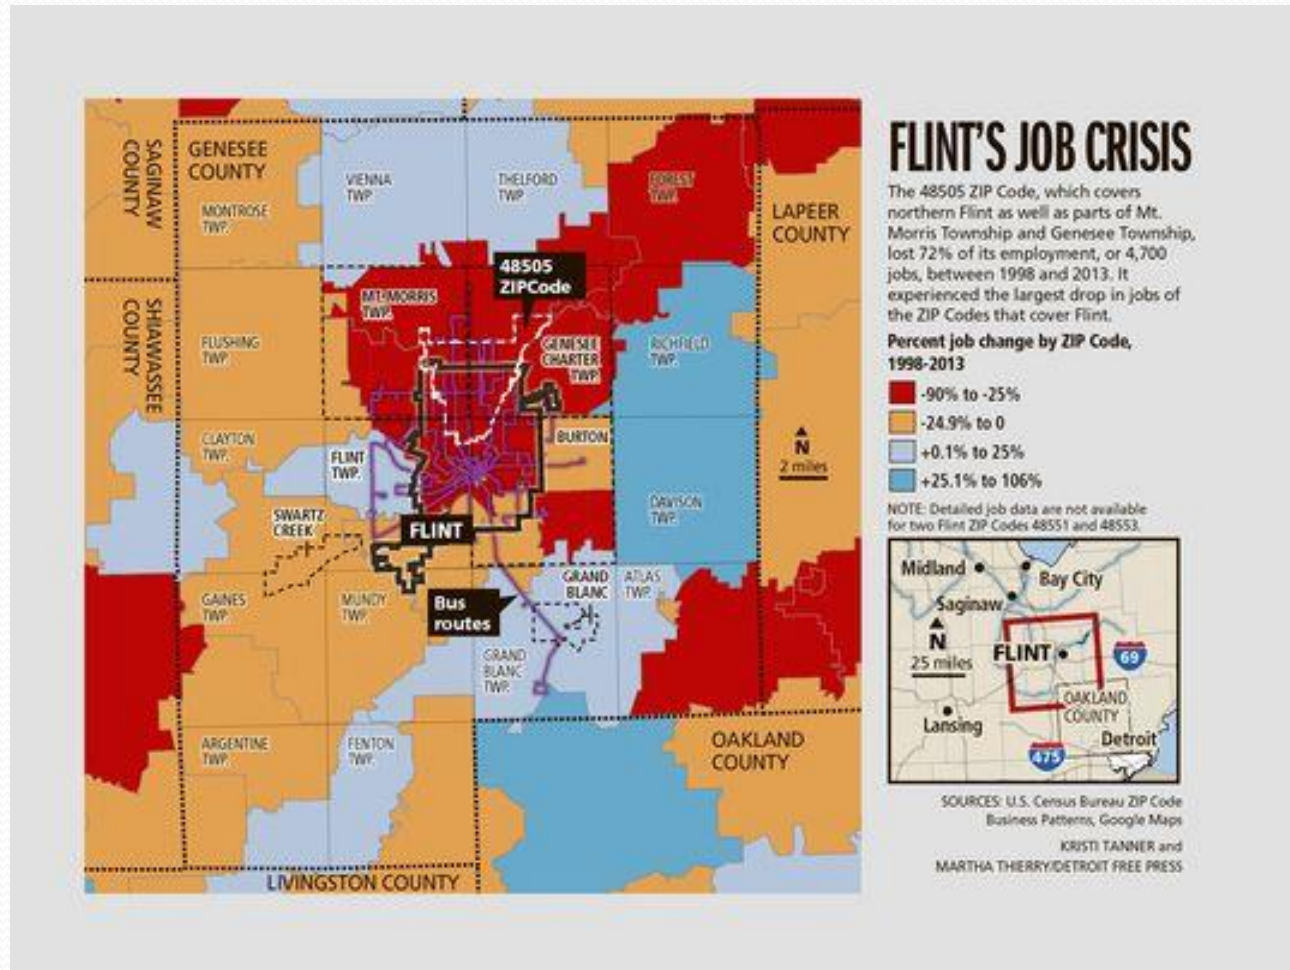 FLINT'S JOB CRISIS
The 48505 ZIP Code, which covers
northern Flint as well as parts of Mt.
Morris Township and Genesee Township,
lost 72% of its employment, or 4,700
jobs, between 1998 and 2013. It
experienced the largest drop in jobs of
the ZIP Codes that cover Flint.
Percent job change by ZIP Code,
1998-2013
-90% to -25%
-24.9% to 0
+0.1% to 25%
+25.1% to 106%
NOTE: Detailed job data are not available
for two Flint ZIP Codes 48551 and 48553.
SAGINAW
COUNTY
GENESEE
COUNTY
MONTROSE
TWP.
VIENNA
TWP.
THELFORD
TWP.
FOREST
TWP.
LAPEER
COUNTY
48505
ZIPCode
MT. MORRIS
TWP.
SHIAWASSEE
COUNTY
FLUSHING
TWP.
GENESEE
CHARTER
TWP.
RICHFIELD
TWP.
CLAYTON
TWP.
FLINT
TWP.
BURTON
N
2 miles
SWARTZ
CREEK
FLINT
DAVISON
TWP.
GAINES
TWP.
MUNDY
TWP.
Bus
routes
GRAND
BLANC
ATLAS
TWP.
GRAND
BLANC
TWP.
ARGENTINE
TWP.
FENTON
TWP.
OAKLAND
COUNTY
LIVINGSTON COUNTY
Midland
Bay City
Saginaw
N
25 miles
FLINT
69
OAKLAND
COUNTY
Lansing
Detroit
475
SOURCES: U.S. Census Bureau ZIP Code
Business Patterns, Google Maps
KRISTI TANNER and
MARTHA THIERRY/DETROIT FREE PRESS